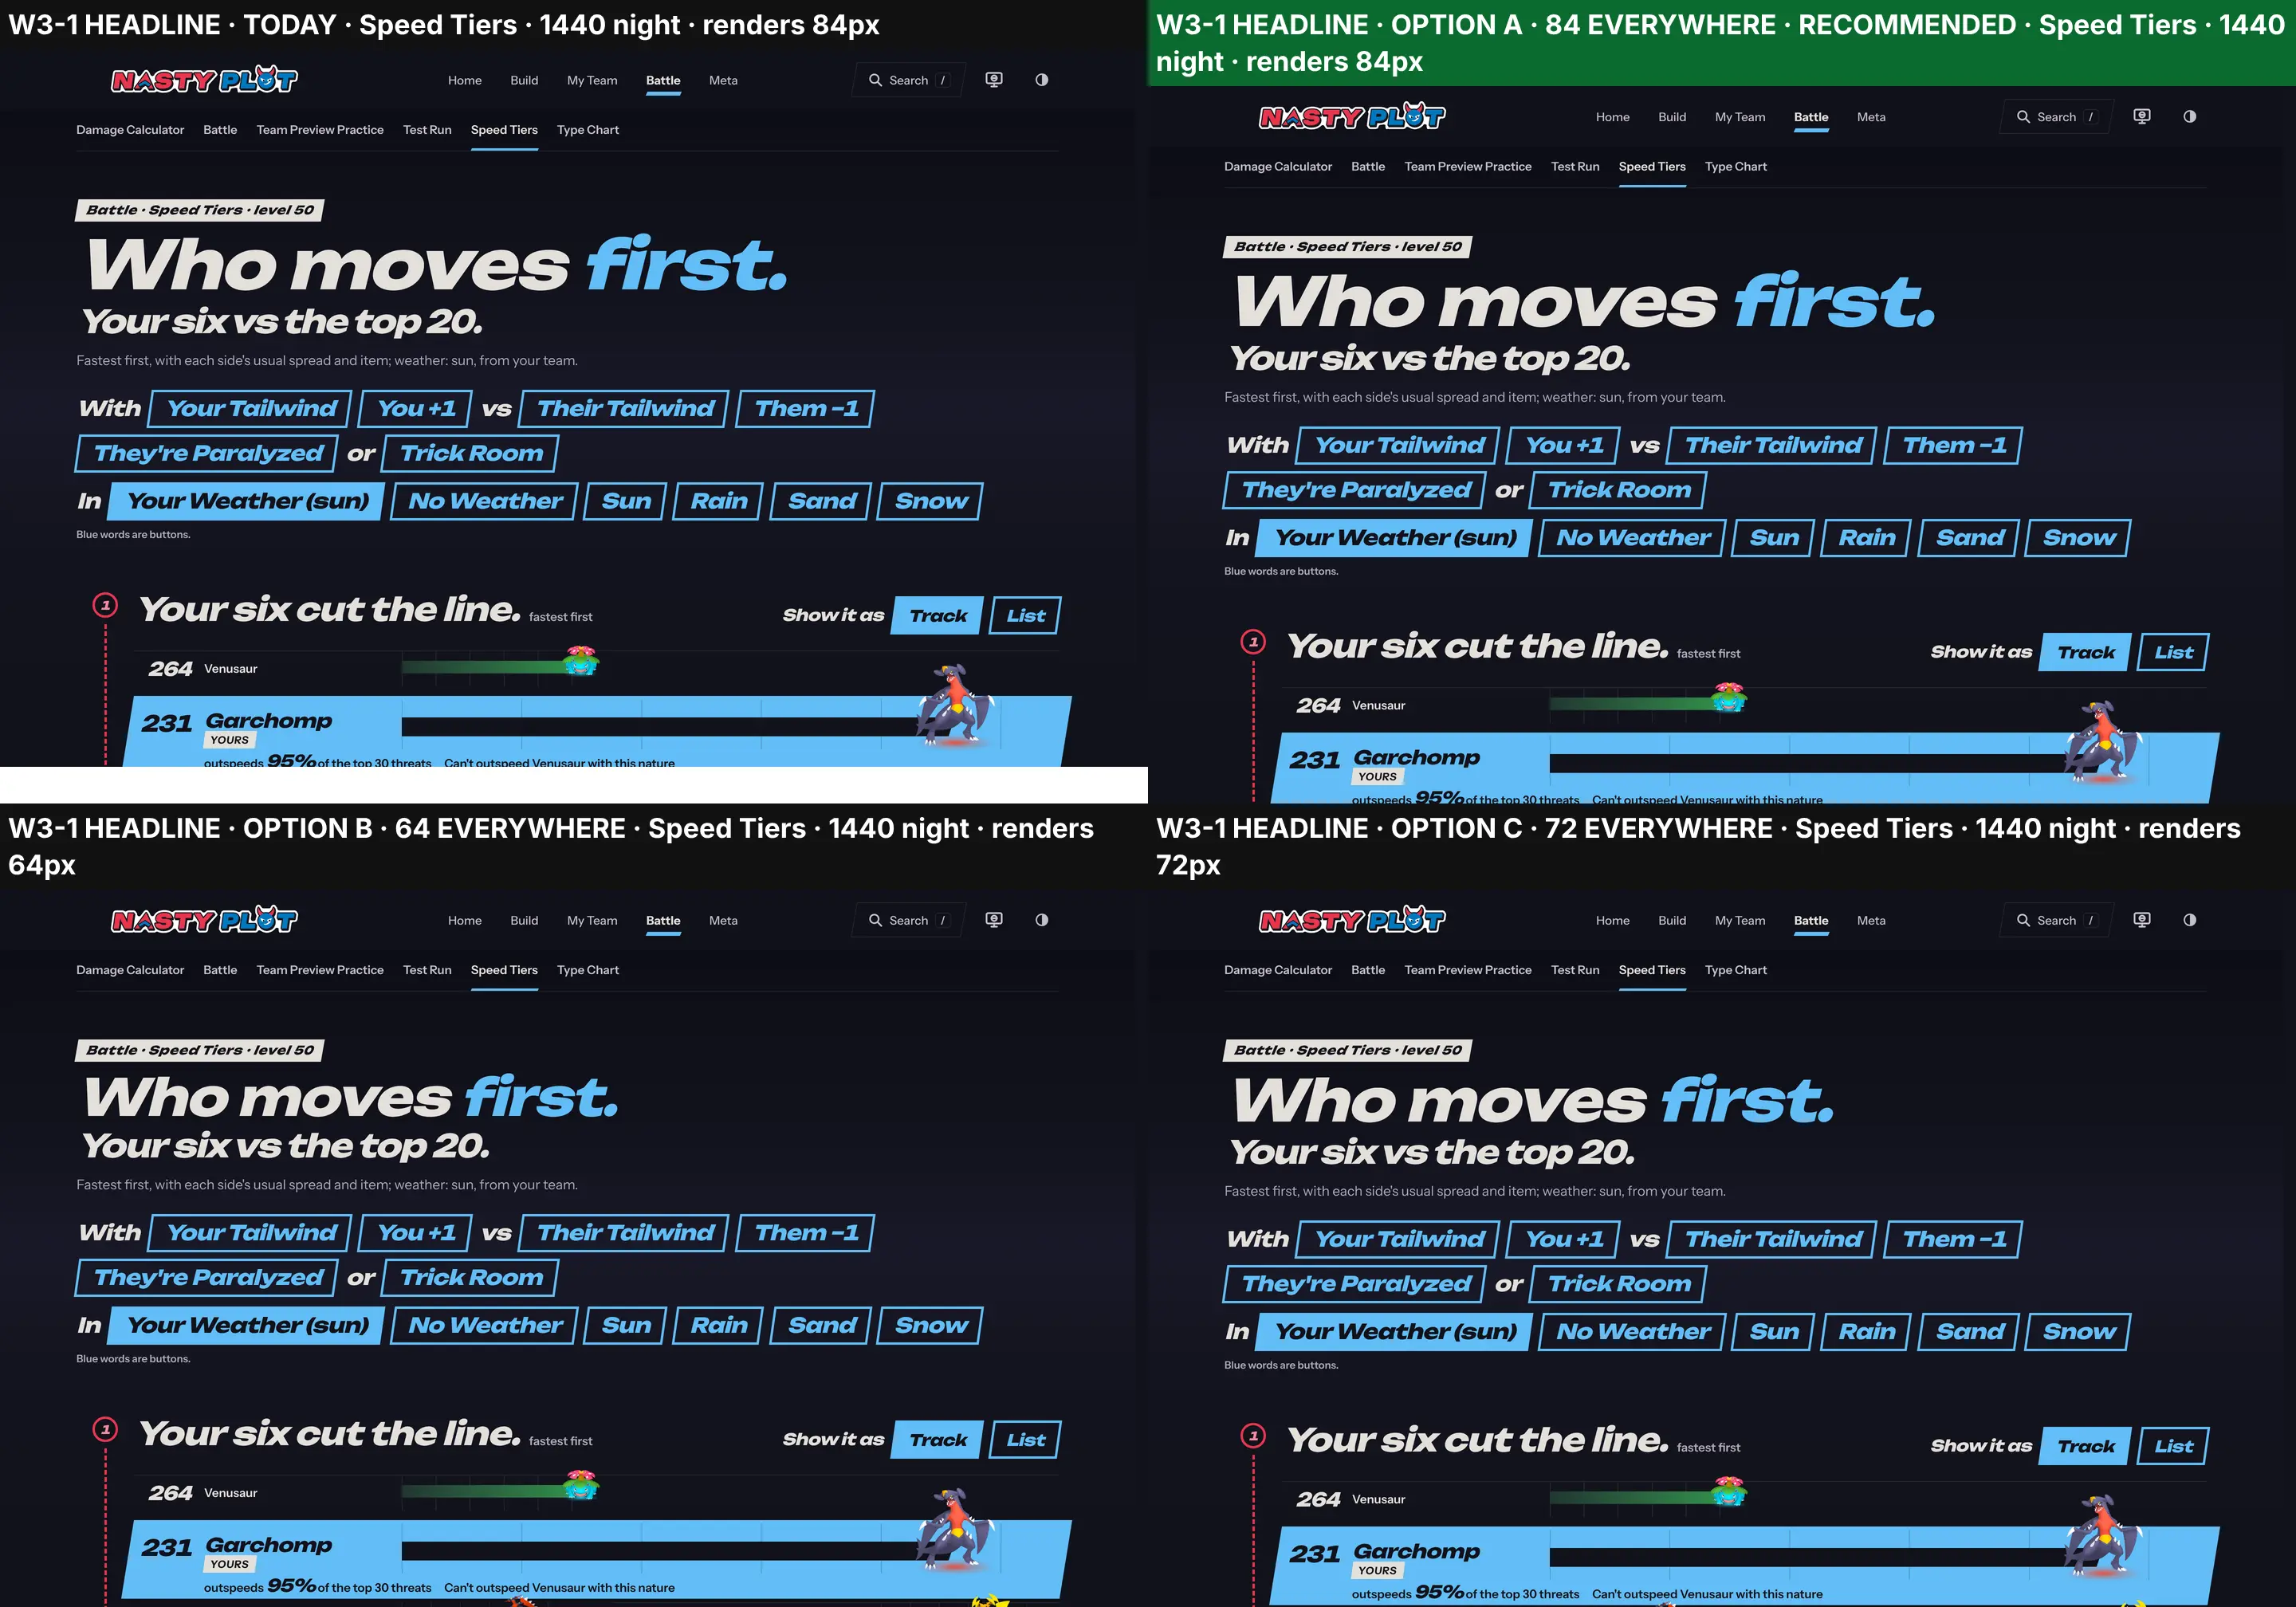 W3-1 HEADLINE · TODAY · Speed Tiers · 1440 night · renders 84px
NASTY PLOT
Home Build My Team Battle Meta
Search /
Damage Calculator Battle Team Preview Practice Test Run Speed Tiers Type Chart
Battle · Speed Tiers · level 50
Who moves first.
Your six vs the top 20.
Fastest first, with each side's usual spread and item; weather: sun, from your team.
With Your Tailwind You +1 vs Their Tailwind Them −1
They're Paralyzed or Trick Room
In Your Weather (sun) No Weather Sun Rain Sand Snow
Blue words are buttons.
1 Your six cut the line. fastest first Show it as Track List
264 Venusaur
231 Garchomp
YOURS
outspeeds 95% of the top 30 threats Can't outspeed Venusaur with this nature
W3-1 HEADLINE · OPTION A · 84 EVERYWHERE · RECOMMENDED · Speed Tiers · 1440
night · renders 84px
NASTY PLOT
Home Build My Team Battle Meta
Search /
Damage Calculator Battle Team Preview Practice Test Run Speed Tiers Type Chart
Battle · Speed Tiers · level 50
Who moves first.
Your six vs the top 20.
Fastest first, with each side's usual spread and item; weather: sun, from your team.
With Your Tailwind You +1 vs Their Tailwind Them −1
They're Paralyzed or Trick Room
In Your Weather (sun) No Weather Sun Rain Sand Snow
Blue words are buttons.
1 Your six cut the line. fastest first Show it as Track List
264 Venusaur
231 Garchomp
YOURS
outspeeds 95% of the top 30 threats Can't outspeed Venusaur with this nature
W3-1 HEADLINE · OPTION B · 64 EVERYWHERE · Speed Tiers · 1440 night · renders
64px
NASTY PLOT
Home Build My Team Battle Meta
Search /
Damage Calculator Battle Team Preview Practice Test Run Speed Tiers Type Chart
Battle · Speed Tiers · level 50
Who moves first.
Your six vs the top 20.
Fastest first, with each side's usual spread and item; weather: sun, from your team.
With Your Tailwind You +1 vs Their Tailwind Them −1
They're Paralyzed or Trick Room
In Your Weather (sun) No Weather Sun Rain Sand Snow
Blue words are buttons.
1 Your six cut the line. fastest first Show it as Track List
264 Venusaur
231 Garchomp
YOURS
outspeeds 95% of the top 30 threats Can't outspeed Venusaur with this nature
W3-1 HEADLINE · OPTION C · 72 EVERYWHERE · Speed Tiers · 1440 night · renders
72px
NASTY PLOT
Home Build My Team Battle Meta
Search /
Damage Calculator Battle Team Preview Practice Test Run Speed Tiers Type Chart
Battle · Speed Tiers · level 50
Who moves first.
Your six vs the top 20.
Fastest first, with each side's usual spread and item; weather: sun, from your team.
With Your Tailwind You +1 vs Their Tailwind Them −1
They're Paralyzed or Trick Room
In Your Weather (sun) No Weather Sun Rain Sand Snow
Blue words are buttons.
1 Your six cut the line. fastest first Show it as Track List
264 Venusaur
231 Garchomp
YOURS
outspeeds 95% of the top 30 threats Can't outspeed Venusaur with this nature